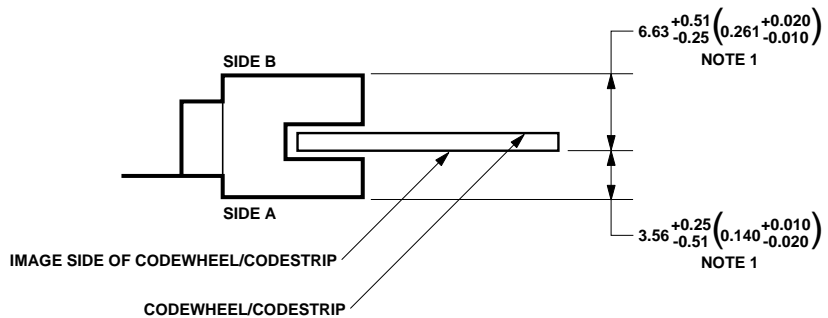 6.63 +0.51 -0.25 (0.261 +0.020 -0.010)
NOTE 1
SIDE B
SIDE A
3.56 +0.25 -0.51 (0.140 +0.010 -0.020)
NOTE 1
IMAGE SIDE OF CODEWHEEL/CODESTRIP
CODEWHEEL/CODESTRIP